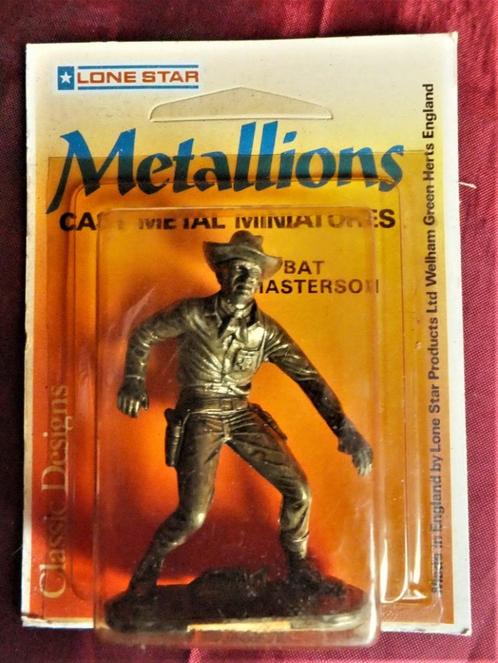 LONE STAR
Metallions
CAST METAL MINIATURES
BAT
MASTERSON
Classic Designs
Made in England by Lone Star Products Ltd Welham Green Herts England